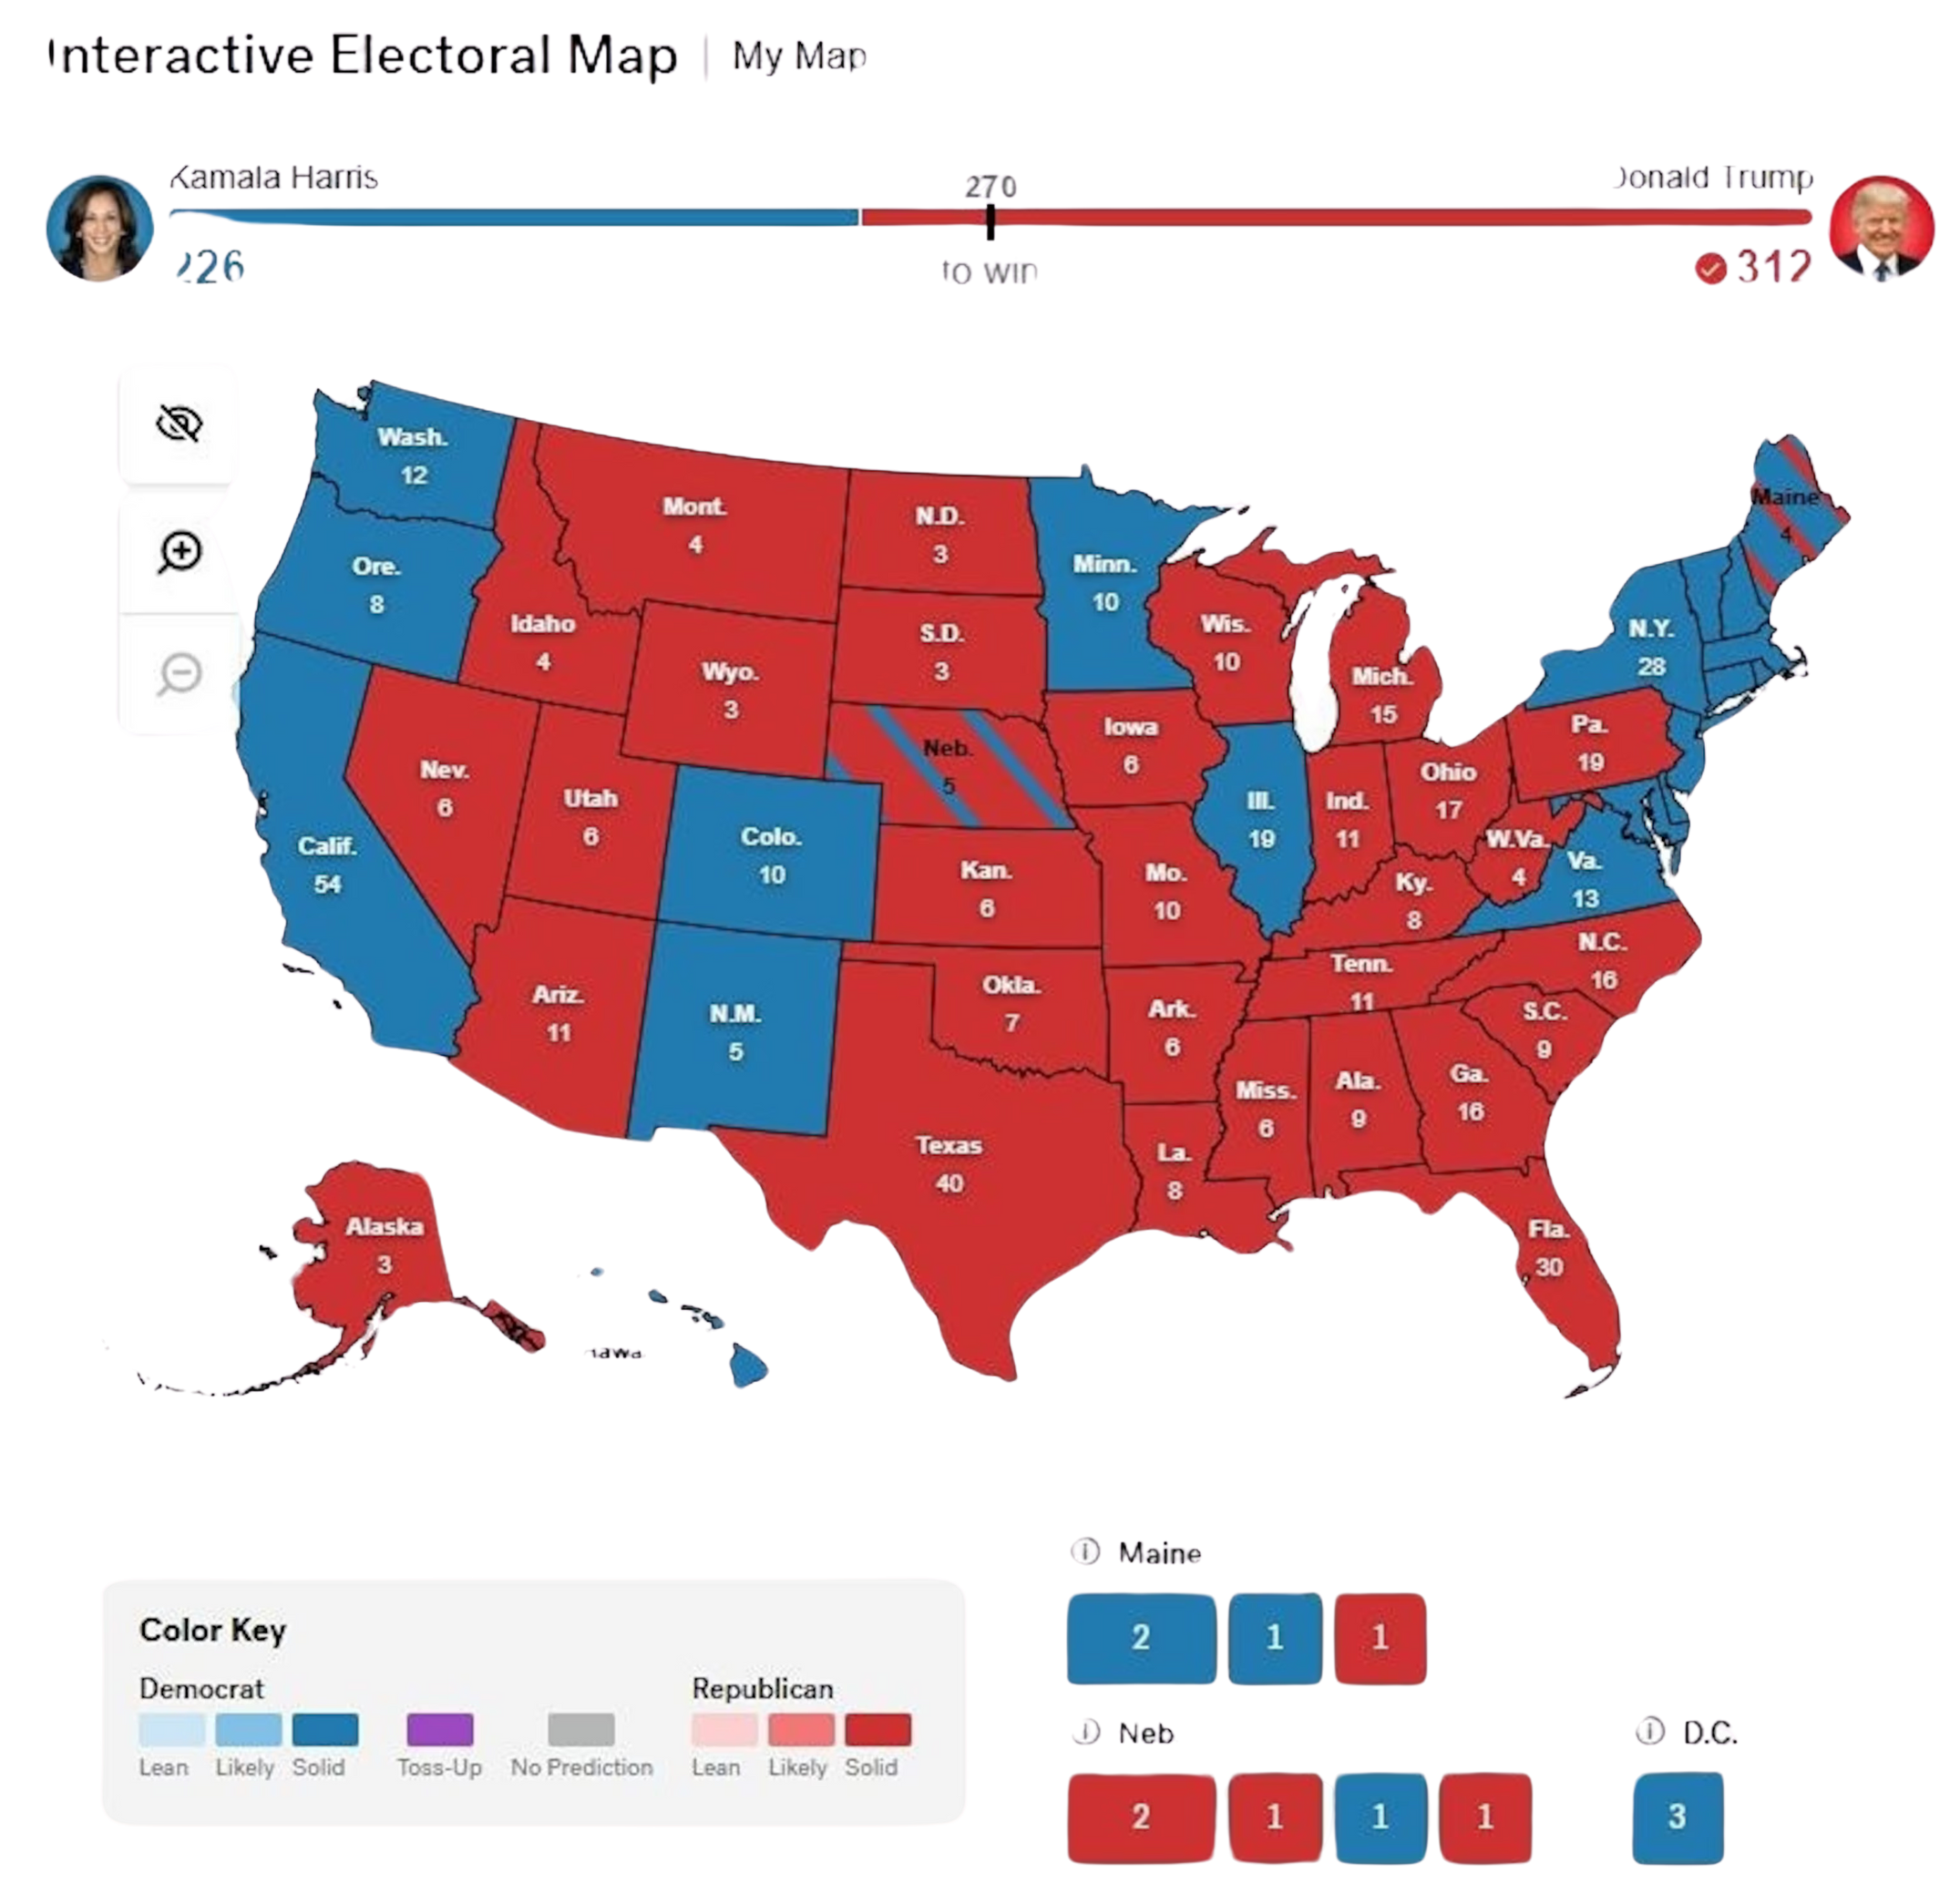 Interactive Electoral Map | My Map
Kamala Harris
270
Donald Trump
226
to win
312
Wash.
12
Ore.
8
Calif.
54
Nev.
6
Idaho
4
Mont.
4
Wyo.
3
Utah
6
Ariz.
11
Colo.
10
N.M.
5
N.D.
3
S.D.
3
Neb.
5
Kan.
6
Okla.
7
Texas
40
Minn.
10
Iowa
6
Mo.
10
Ark.
6
La.
8
Wis.
10
Ill.
19
Mich.
15
Ind.
11
Ohio
17
Ky.
8
Tenn.
11
Miss.
6
Ala.
9
Ga.
16
Fla.
30
S.C.
9
N.C.
16
Va.
13
W.Va.
4
Pa.
19
N.Y.
28
Maine
4
Alaska
3
Maine
2 1 1
Color Key
Democrat Republican
Lean Likely Solid Toss-Up No Prediction Lean Likely Solid
Neb
2 1 1 1
D.C.
3